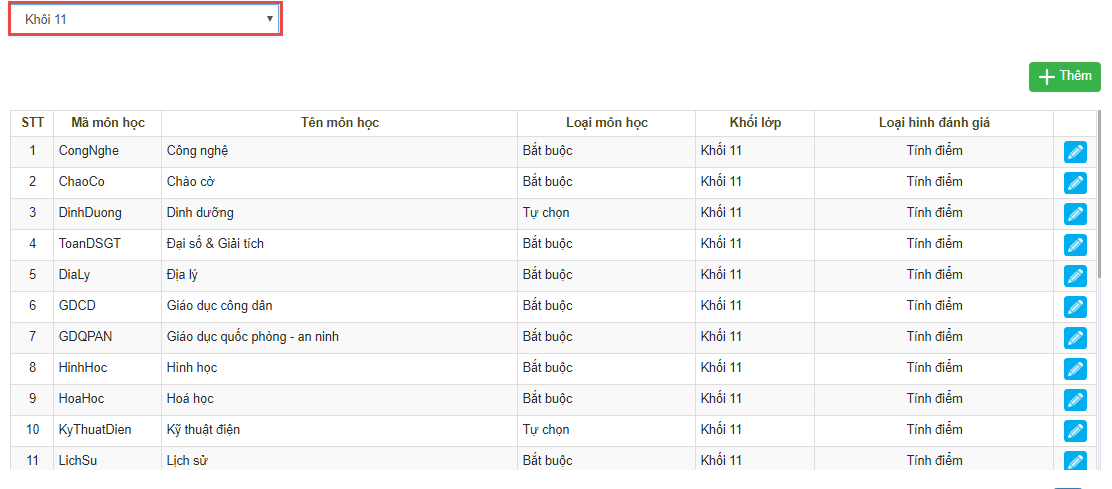 Khôi 11
Thêm
STT Mã môn học Tên môn học Loại môn học Khối lớp Loại hình đánh giá
1 CongNghe Công nghệ Bắt buộc Khối 11 Tính điểm
2 ChaoCo Chào cờ Bắt buộc Khối 11 Tính điểm
3 DinhDuong Dinh dưỡng Tự chọn Khối 11 Tính điểm
4 ToanDSGT Đại số & Giải tích Bắt buộc Khối 11 Tính điểm
5 DiaLy Địa lý Bắt buộc Khối 11 Tính điểm
6 GDCD Giáo dục công dân Bắt buộc Khối 11 Tính điểm
7 GDQPAN Giáo dục quốc phòng - an ninh Bắt buộc Khối 11 Tính điểm
8 HinhHoc Hình học Bắt buộc Khối 11 Tính điểm
9 HoaHoc Hoá học Bắt buộc Khối 11 Tính điểm
10 KyThuatDien Kỹ thuật điện Tự chọn Khối 11 Tính điểm
11 LichSu Lịch sử Bắt buộc Khối 11 Tính điểm